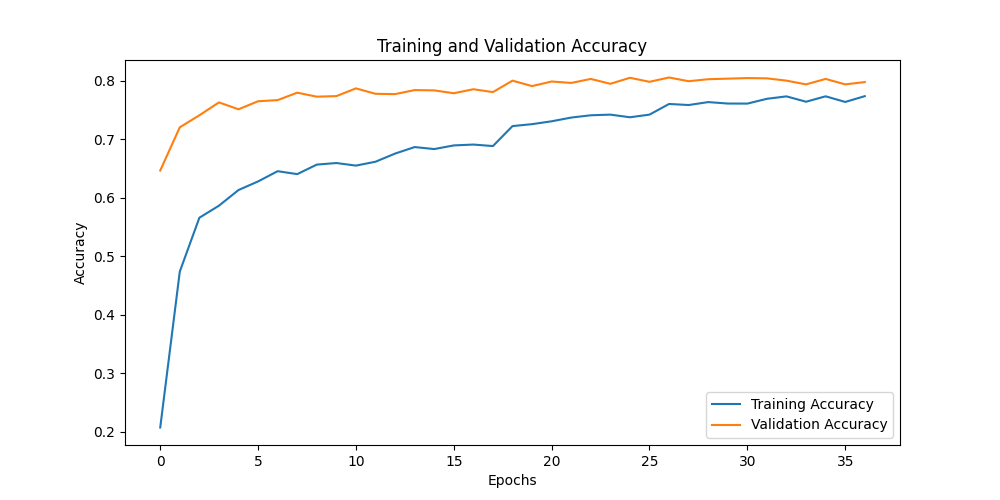 Training and Validation Accuracy
0.8
0.7
0.6
0.5
0.4
0.3
0.2
Accuracy
0 5 10 15 20 25 30 35
Epochs
Training Accuracy
Validation Accuracy